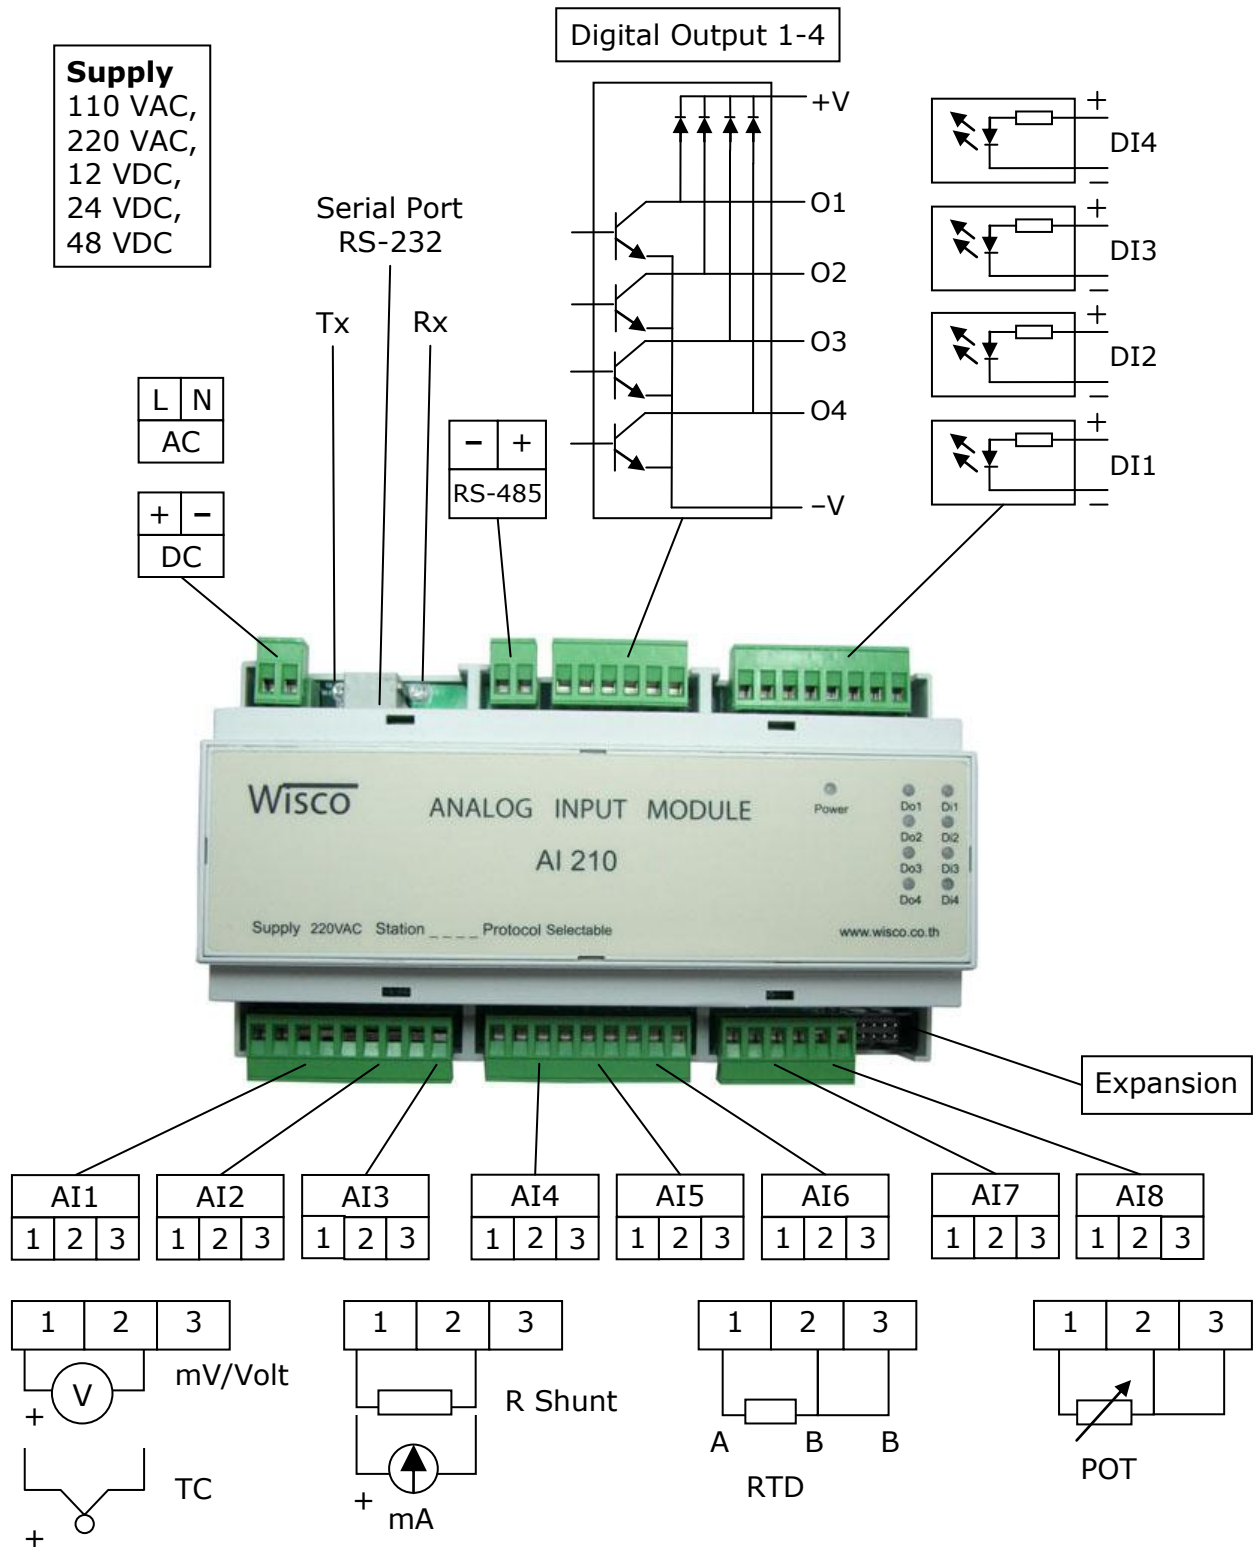 Digital Output 1-4
Supply
110 VAC,
220 VAC,
12 VDC,
24 VDC,
48 VDC
Serial Port
RS-232
Tx Rx
L N
AC
+ −
DC
− +
RS-485
+V
O1
O2
O3
O4
−V
+
DI4
−
+
DI3
−
+
DI2
−
+
DI1
−
Wisco
ANALOG INPUT MODULE
AI 210
Power
Do1 Di1
Do2 Di2
Do3 Di3
Do4 Di4
Supply 220VAC Station _ _ _ _ Protocol Selectable
www.wisco.co.th
Expansion
AI1 AI2 AI3 AI4 AI5 AI6 AI7 AI8
1 2 3 1 2 3 1 2 3 1 2 3 1 2 3 1 2 3 1 2 3 1 2 3
1 2 3
V
+
mV/Volt
TC
+
1 2 3
R Shunt
+
mA
1 2 3
A B B
RTD
1 2 3
POT